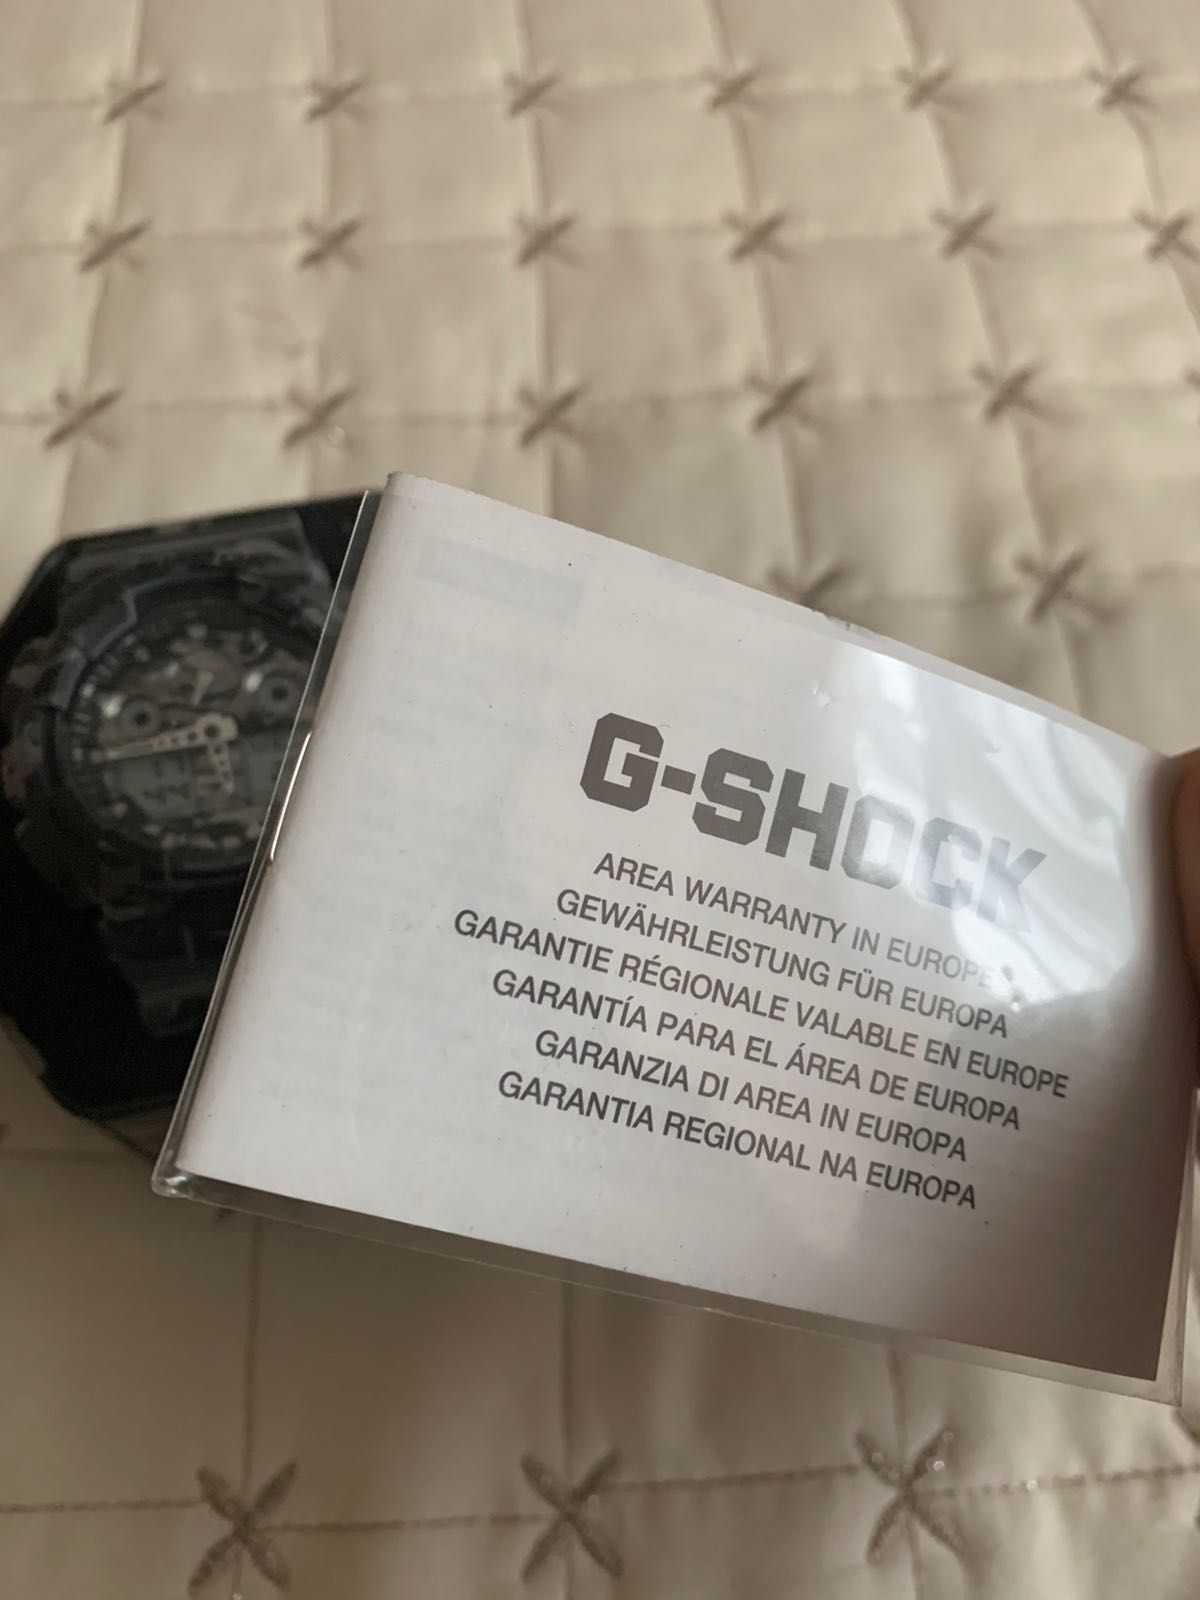 G-SHOCK
AREA WARRANTY IN EUROPE
GEWÄHRLEISTUNG FÜR EUROPA
GARANTIE RÉGIONALE VALABLE EN EUROPE
GARANTÍA PARA EL ÁREA DE EUROPA
GARANZIA DI AREA IN EUROPA
GARANTIA REGIONAL NA EUROPA